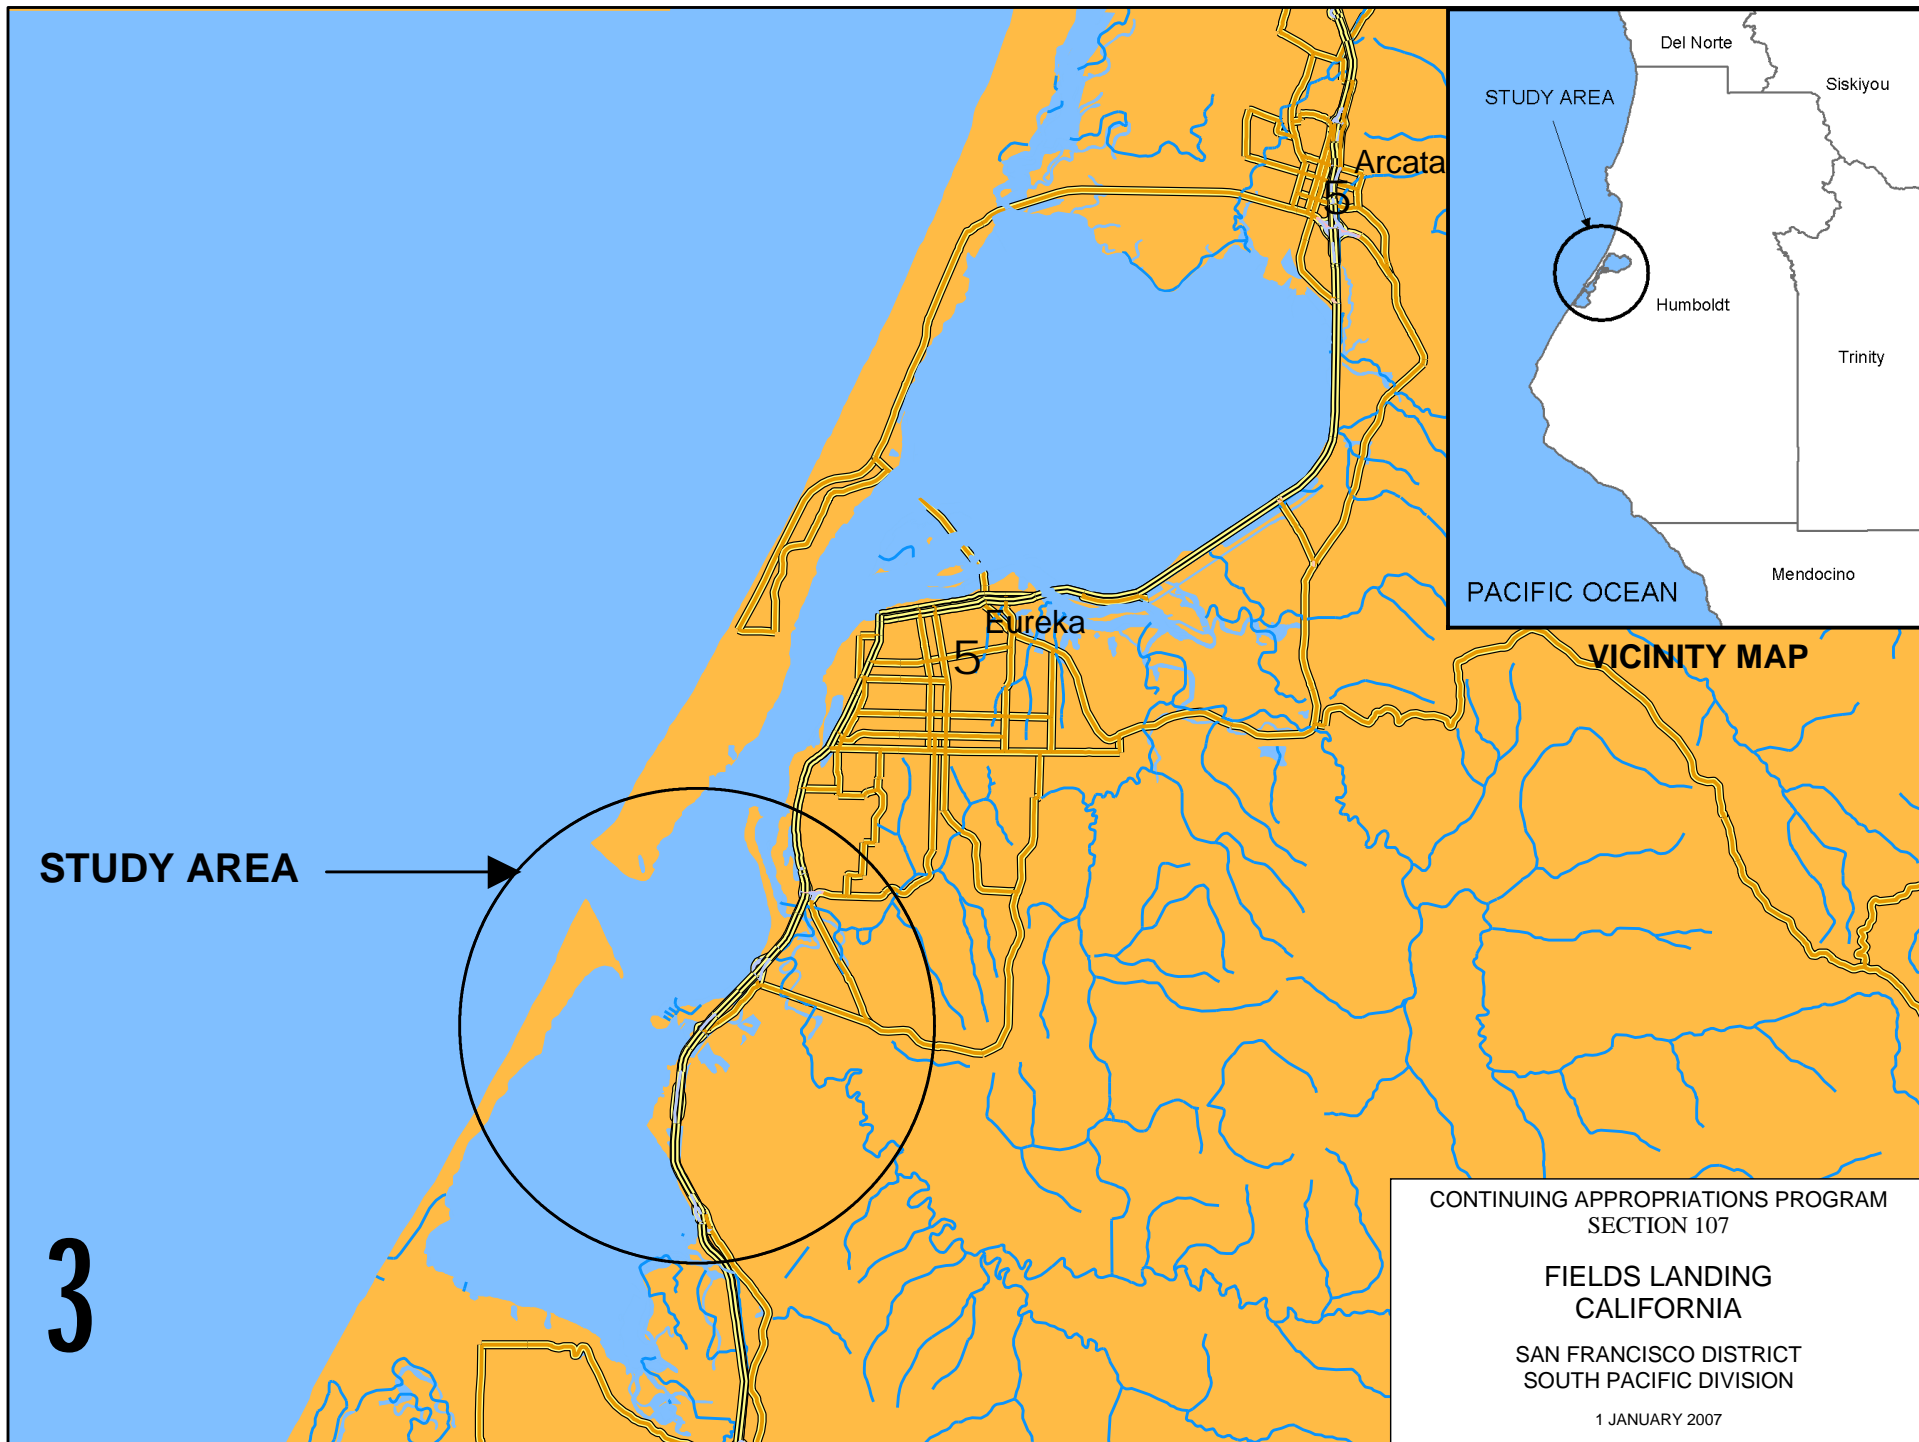 Del Norte
Siskiyou
STUDY AREA
Humboldt
Trinity
Mendocino
PACIFIC OCEAN
VICINITY MAP
Arcata
5
Eureka
5
STUDY AREA
3
CONTINUING APPROPRIATIONS PROGRAM
SECTION 107
FIELDS LANDING
CALIFORNIA
SAN FRANCISCO DISTRICT
SOUTH PACIFIC DIVISION
1 JANUARY 2007